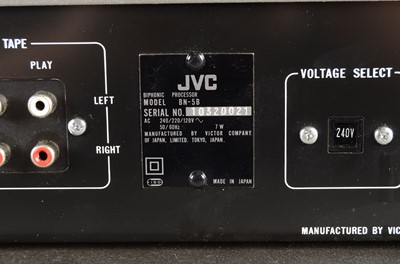 TAPE
PLAY
LEFT
RIGHT
JVC
BIPHONIC PROCESSOR
MODEL BN-5B
SERIAL NO. 10320021
AC 240/220/120V~
50/60Hz 7W
MANUFACTURED BY VICTOR COMPANY
OF JAPAN, LIMITED. TOKYO, JAPAN.
MADE IN JAPAN
VOLTAGE SELECT
240V
MANUFACTURED BY VIC